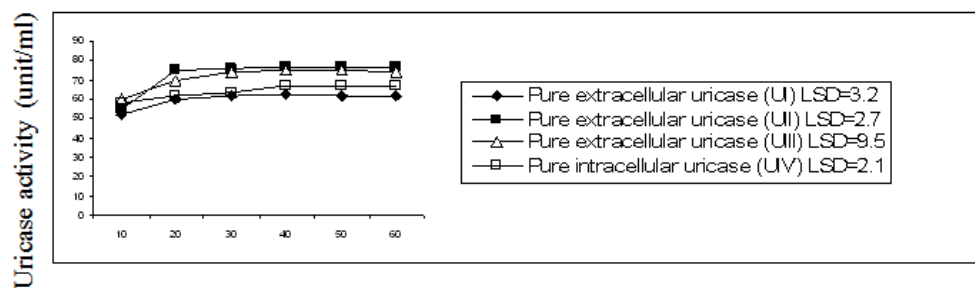 Uricase activity (unit/ml)
90
80
70
60
50
40
30
20
10
0
10 20 30 40 50 60
Pure extracellular uricase (UI) LSD=3.2
Pure extracellular uricase (UII) LSD=2.7
Pure extracellular uricase (UIII) LSD=9.5
Pure intracellular uricase (UIV) LSD=2.1